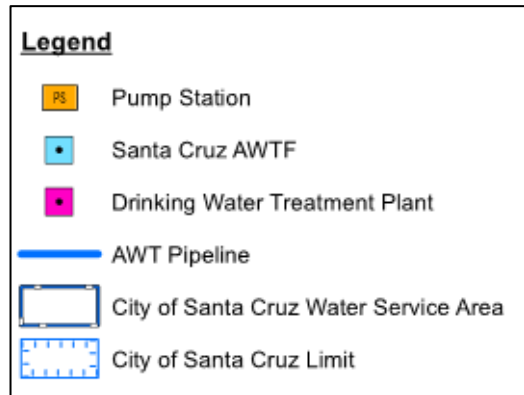 Legend
PS Pump Station
Santa Cruz AWTF
Drinking Water Treatment Plant
AWT Pipeline
City of Santa Cruz Water Service Area
City of Santa Cruz Limit